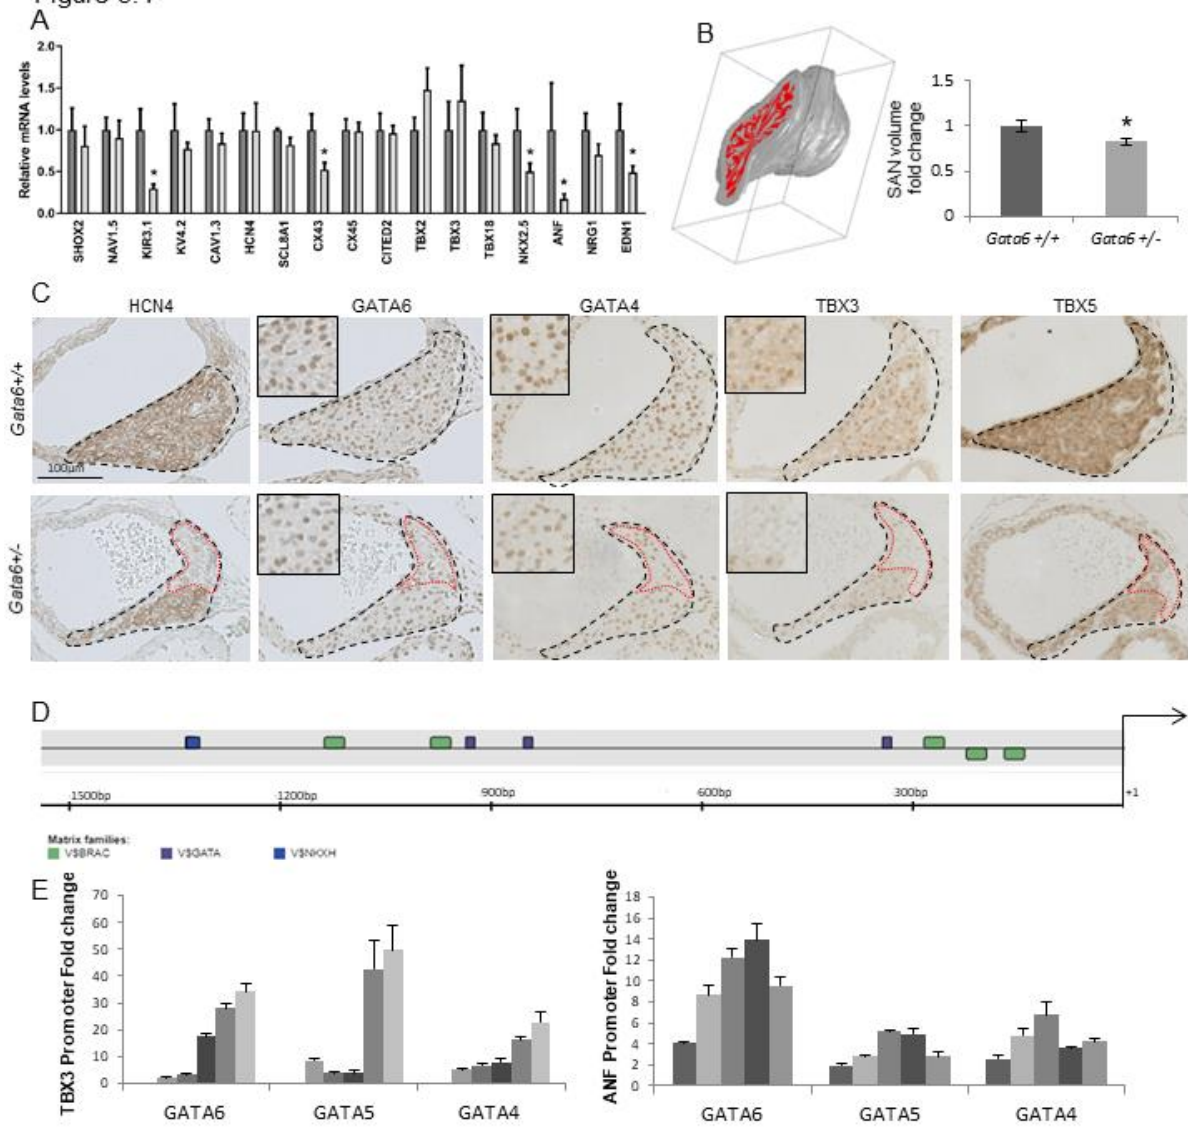 A
Relative mRNA levels
2.0
1.5
1.0
0.5
0.0
SHOX2
NAV1.5
KIR3.1
KV4.2
CAV1.3
HCN4
SCL8A1
CX43
CX45
CITED2
TBX2
TBX3
TBX18
NKX2.5
ANF
NRG1
EDN1
*
*
*
*
*
B
SAN volume
fold change
1.5
1
0.5
0
*
Gata6 +/+
Gata6 +/-
C
HCN4
GATA6
GATA4
TBX3
TBX5
Gata6+/+
100µm
Gata6+/-
D
-1500bp
-1200bp
-900bp
-600bp
-300bp
+1
Matrix families:
V$BRAC
V$GATA
V$NKXH
E
TBX3 Promoter Fold change
70
60
50
40
30
20
10
0
GATA6
GATA5
GATA4
ANF Promoter Fold change
18
16
14
12
10
8
6
4
2
0
GATA6
GATA5
GATA4